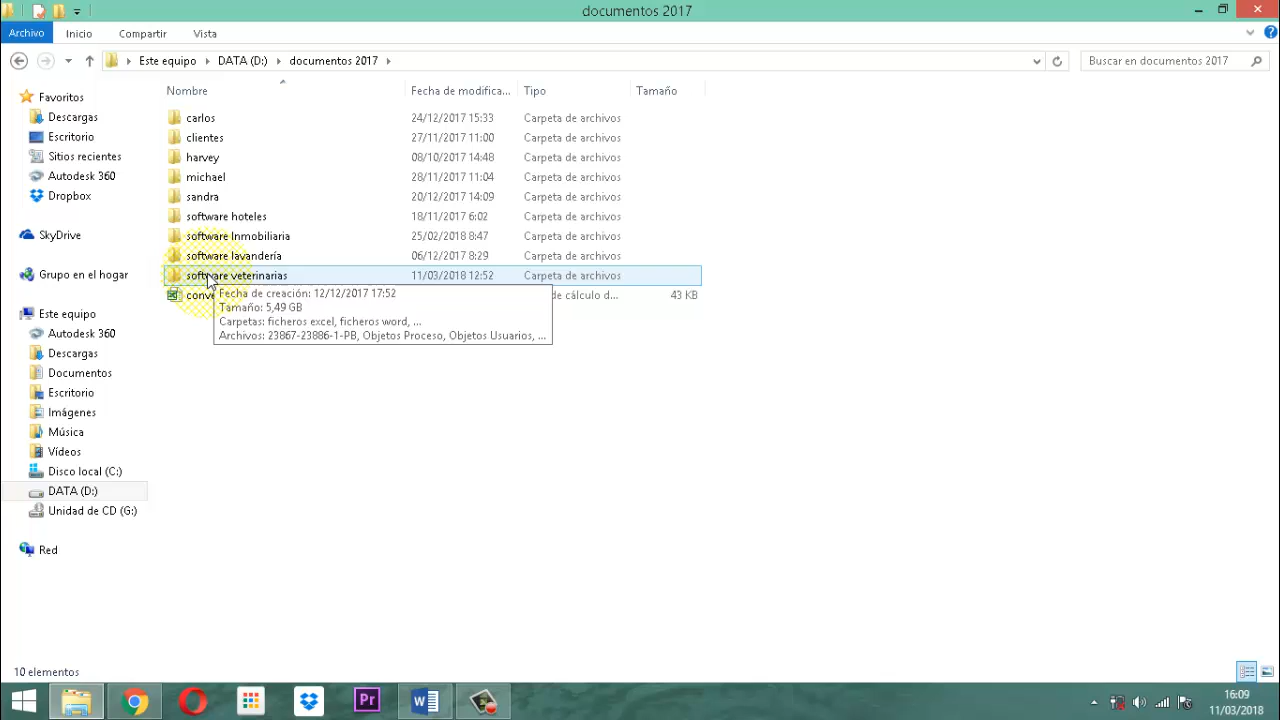 documentos 2017
Archivo Inicio Compartir Vista
Este equipo DATA (D:) documentos 2017 Buscar en documentos 2017
Nombre Fecha de modifica... Tipo Tamaño
carlos 24/12/2017 15:33 Carpeta de archivos
clientes 27/11/2017 11:00 Carpeta de archivos
harvey 08/10/2017 14:48 Carpeta de archivos
michael 28/11/2017 11:04 Carpeta de archivos
sandra 20/12/2017 14:09 Carpeta de archivos
software hoteles 18/11/2017 6:02 Carpeta de archivos
software Inmobiliaria 25/02/2018 8:47 Carpeta de archivos
software lavandería 06/12/2017 8:29 Carpeta de archivos
software veterinarias 11/03/2018 12:52 Carpeta de archivos
de cálculo d... 43 KB
Fecha de creación: 12/12/2017 17:52
Tamaño: 5,49 GB
Carpetas: ficheros excel, ficheros word, ...
Archivos: 23867-23886-1-PB, Objetos Proceso, Objetos Usuarios, ...
Favoritos
Descargas
Escritorio
Sitios recientes
Autodesk 360
Dropbox
SkyDrive
Grupo en el hogar
Este equipo
Autodesk 360
Descargas
Documentos
Escritorio
Imágenes
Música
Vídeos
Disco local (C:)
DATA (D:)
Unidad de CD (G:)
Red
10 elementos
Pr
16:09
11/03/2018